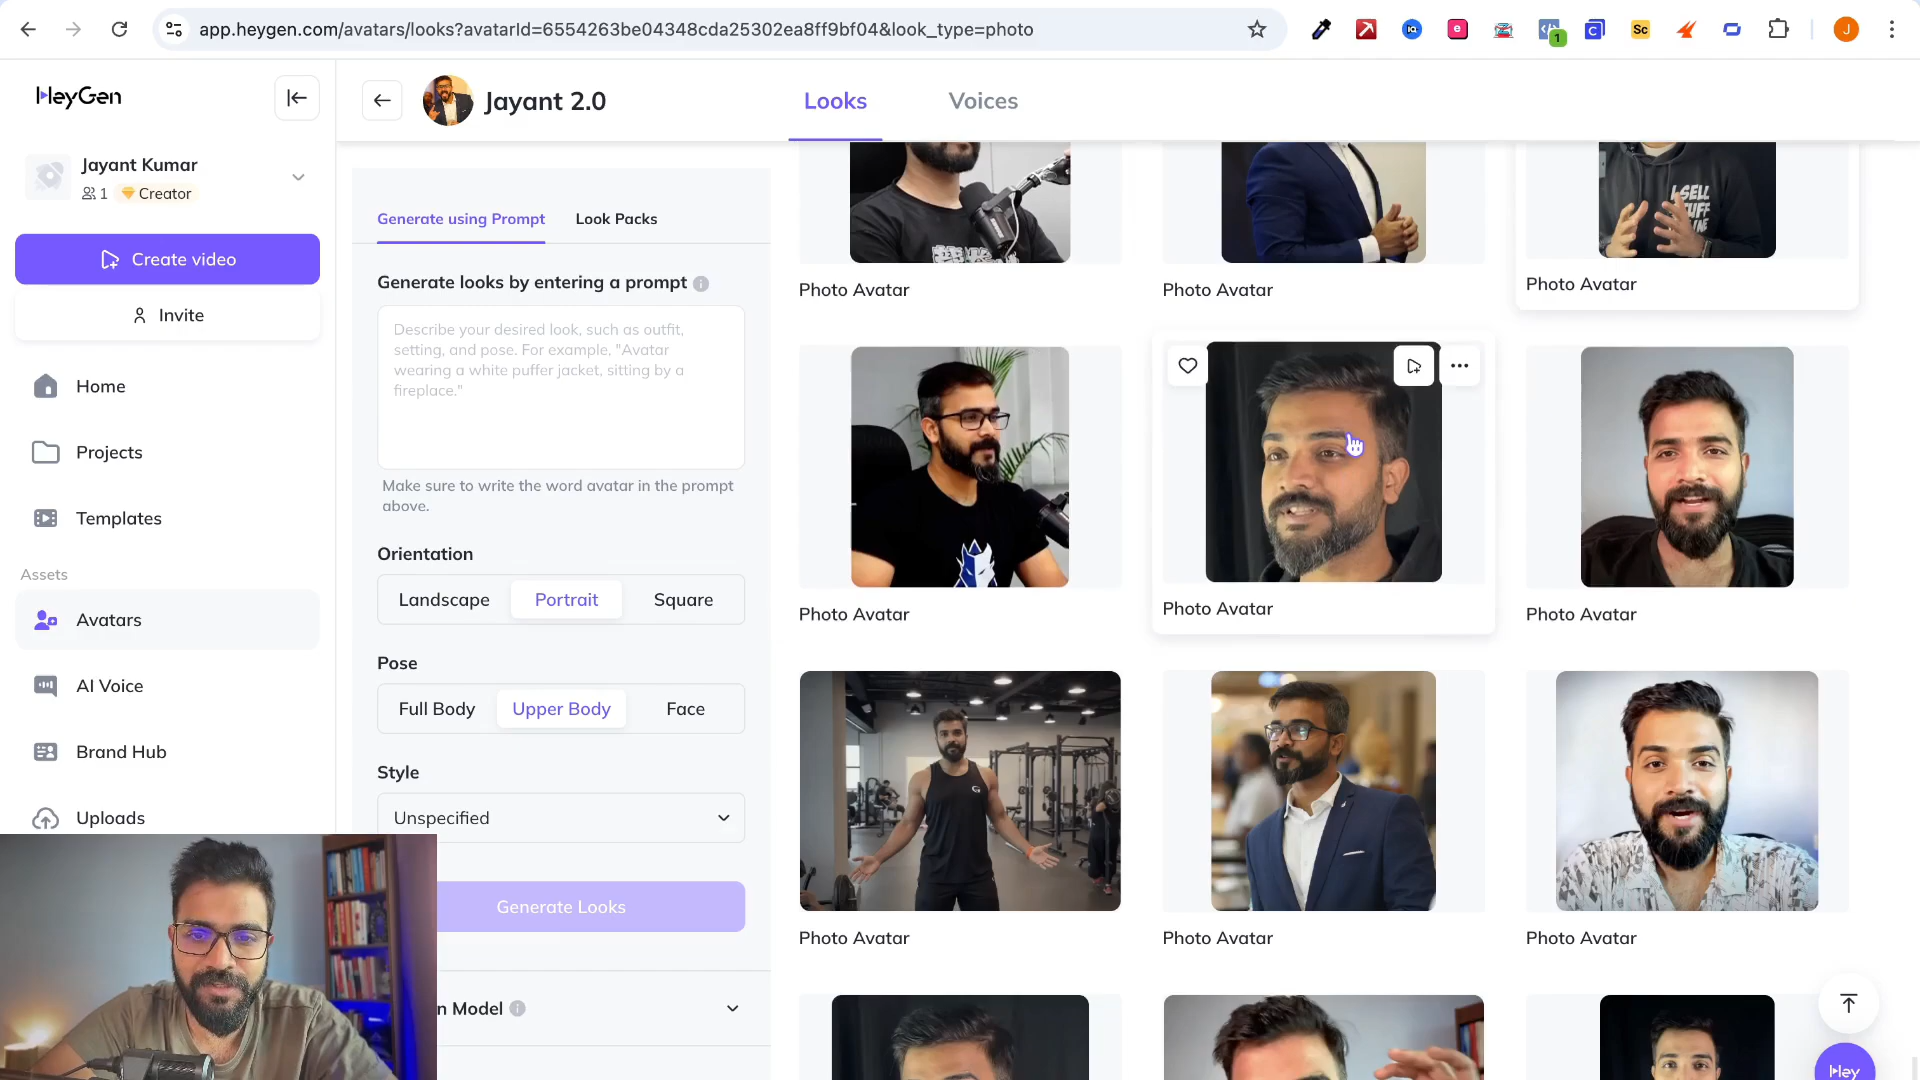 app.heygen.com/avatars/looks?avatarId=6554263be04348cda25302ea8ff9bf04&look_type=photo
1
Sc
J
HeyGen
Jayant Kumar
1
Creator
Create video
Invite
Home
Projects
Templates
Assets
Avatars
AI Voice
Brand Hub
Uploads
Jayant 2.0
Looks
Voices
Generate using Prompt
Look Packs
Generate looks by entering a prompt
Describe your desired look, such as outfit,
setting, and pose. For example, "Avatar
wearing a white puffer jacket, sitting by a
fireplace."
Make sure to write the word avatar in the prompt
above.
Orientation
Landscape
Portrait
Square
Pose
Full Body
Upper Body
Face
Style
Unspecified
Generate Looks
n Model
I SELL
STUFF
Photo Avatar
Photo Avatar
Photo Avatar
Photo Avatar
Photo Avatar
Photo Avatar
Photo Avatar
Photo Avatar
Photo Avatar
Hey